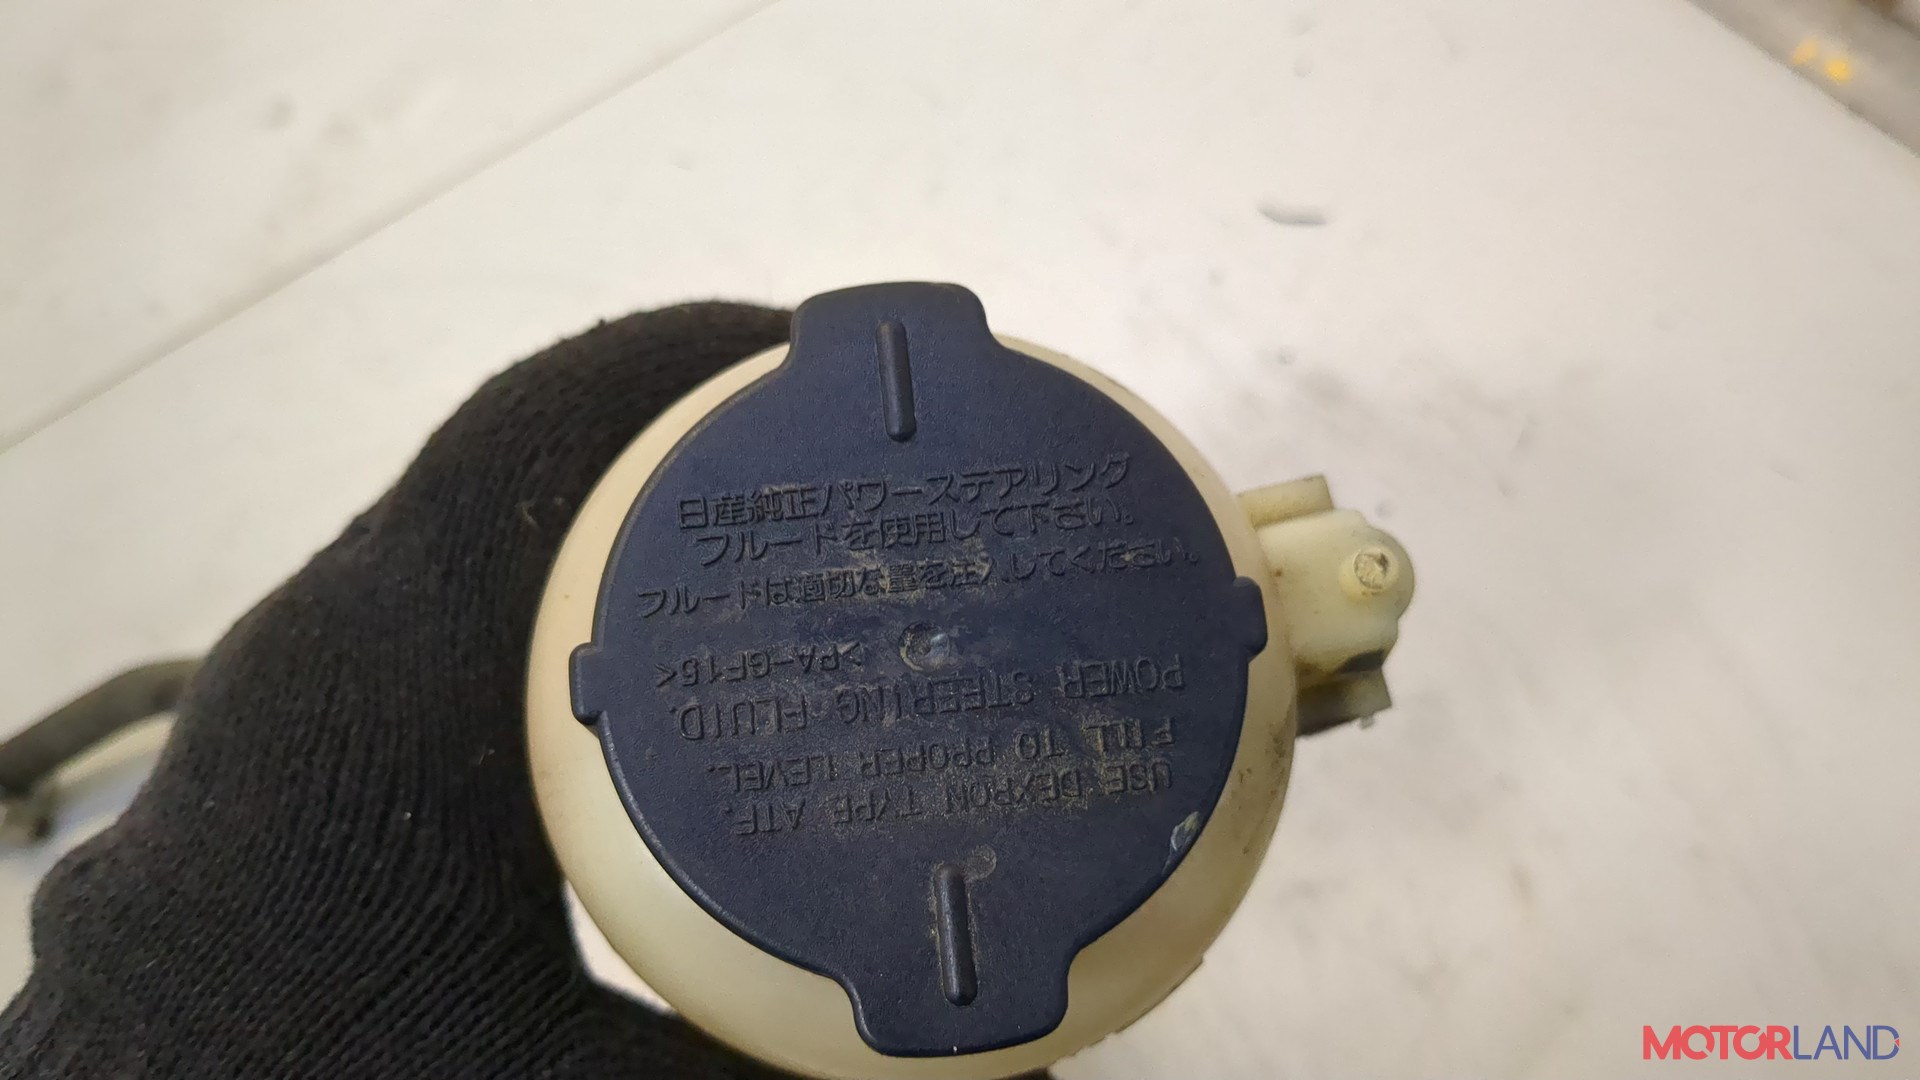 日産純正パワーステアリング
フルードを使用して下さい。
フルードは適切な量を注入してください。
>PA-GF15<
USE DEXRON TYPE ATF.
FILL TO PROPER LEVEL.
POWER STEERING FLUID.
MOTORLAND